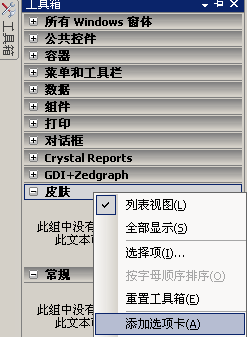 工具箱
工具箱
所有 Windows 窗体
公共控件
容器
菜单和工具栏
数据
组件
打印
对话框
Crystal Reports
GDI+Zedgraph
皮肤
列表视图(L)
全部显示(S)
此组中没有
此文本可
选择项(I)...
按字母顺序排序(O)
常规
重置工具箱(E)
此组中没有
此文本可
添加选项卡(A)